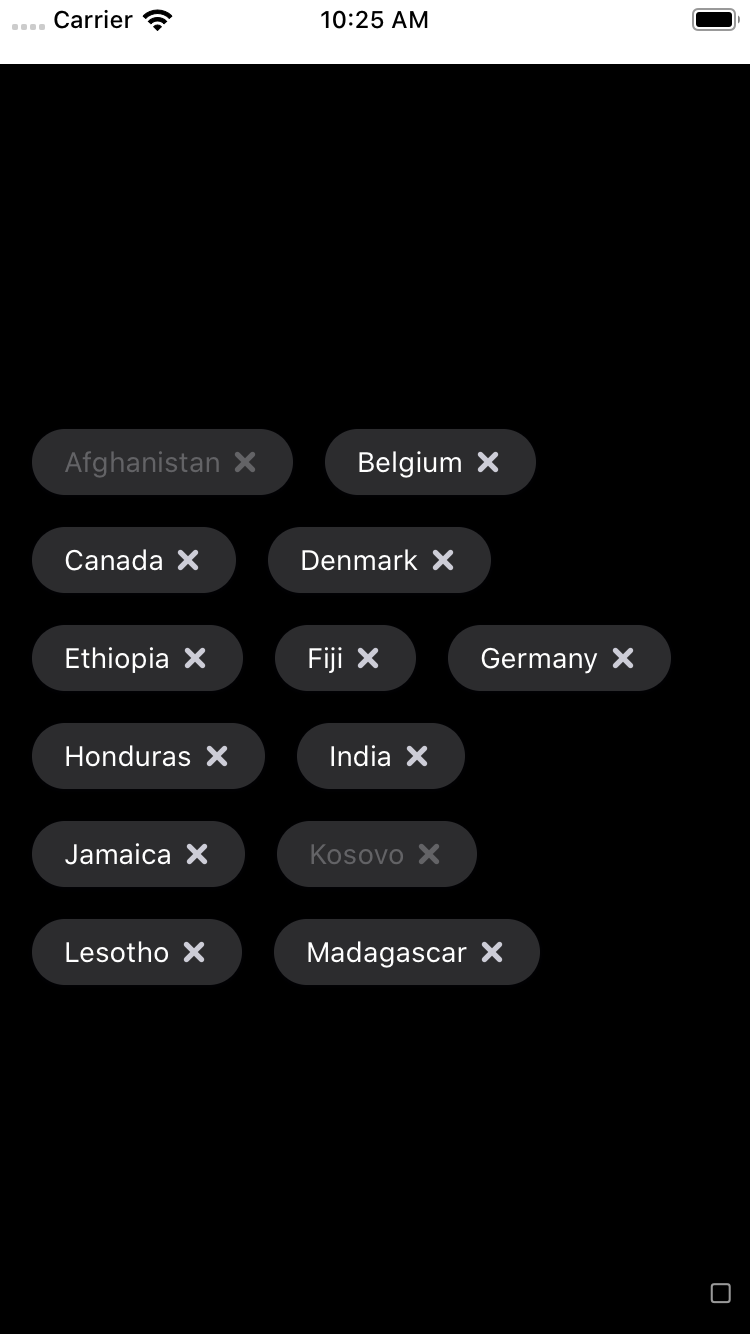 Carrier 10:25 AM
Afghanistan Belgium
Canada Denmark
Ethiopia Fiji Germany
Honduras India
Jamaica Kosovo
Lesotho Madagascar